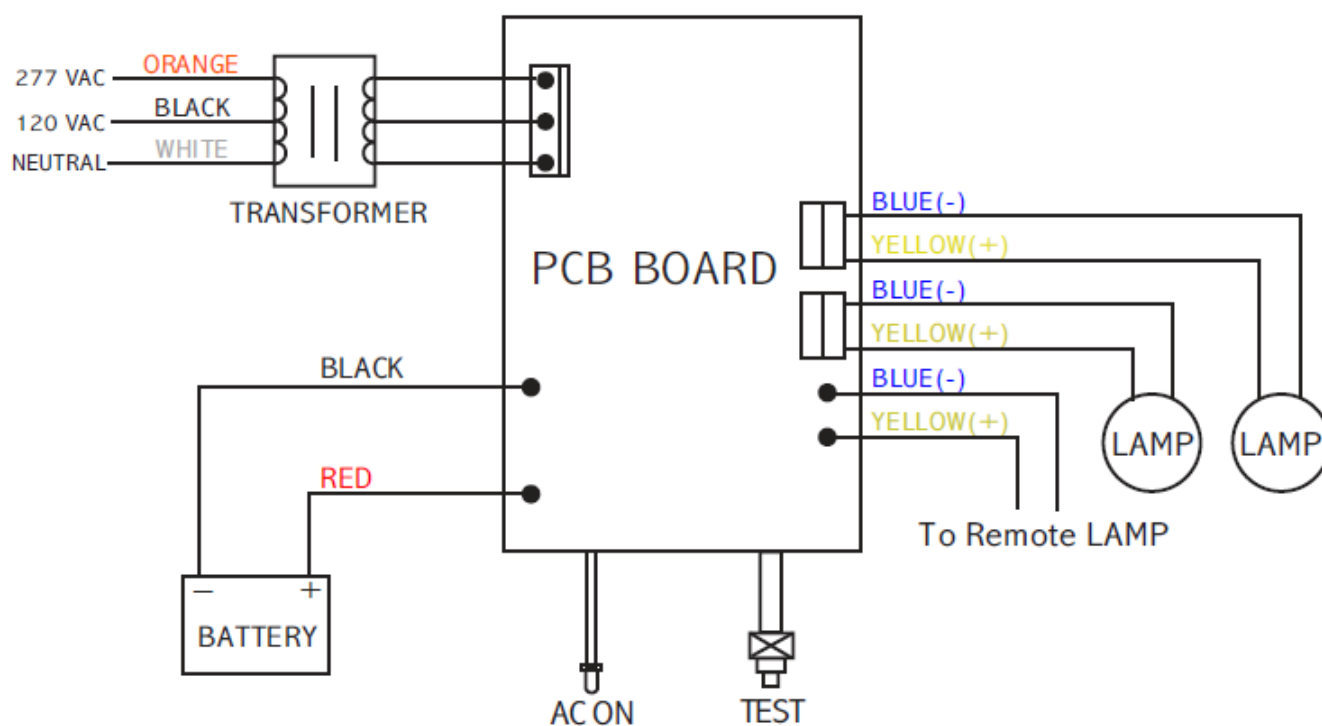 277 VAC
ORANGE
120 VAC
BLACK
NEUTRAL
WHITE
TRANSFORMER
PCB BOARD
BLUE(-)
YELLOW(+)
BLUE(-)
YELLOW(+)
BLUE(-)
YELLOW(+)
LAMP
LAMP
To Remote LAMP
BLACK
RED
− +
BATTERY
AC ON
TEST